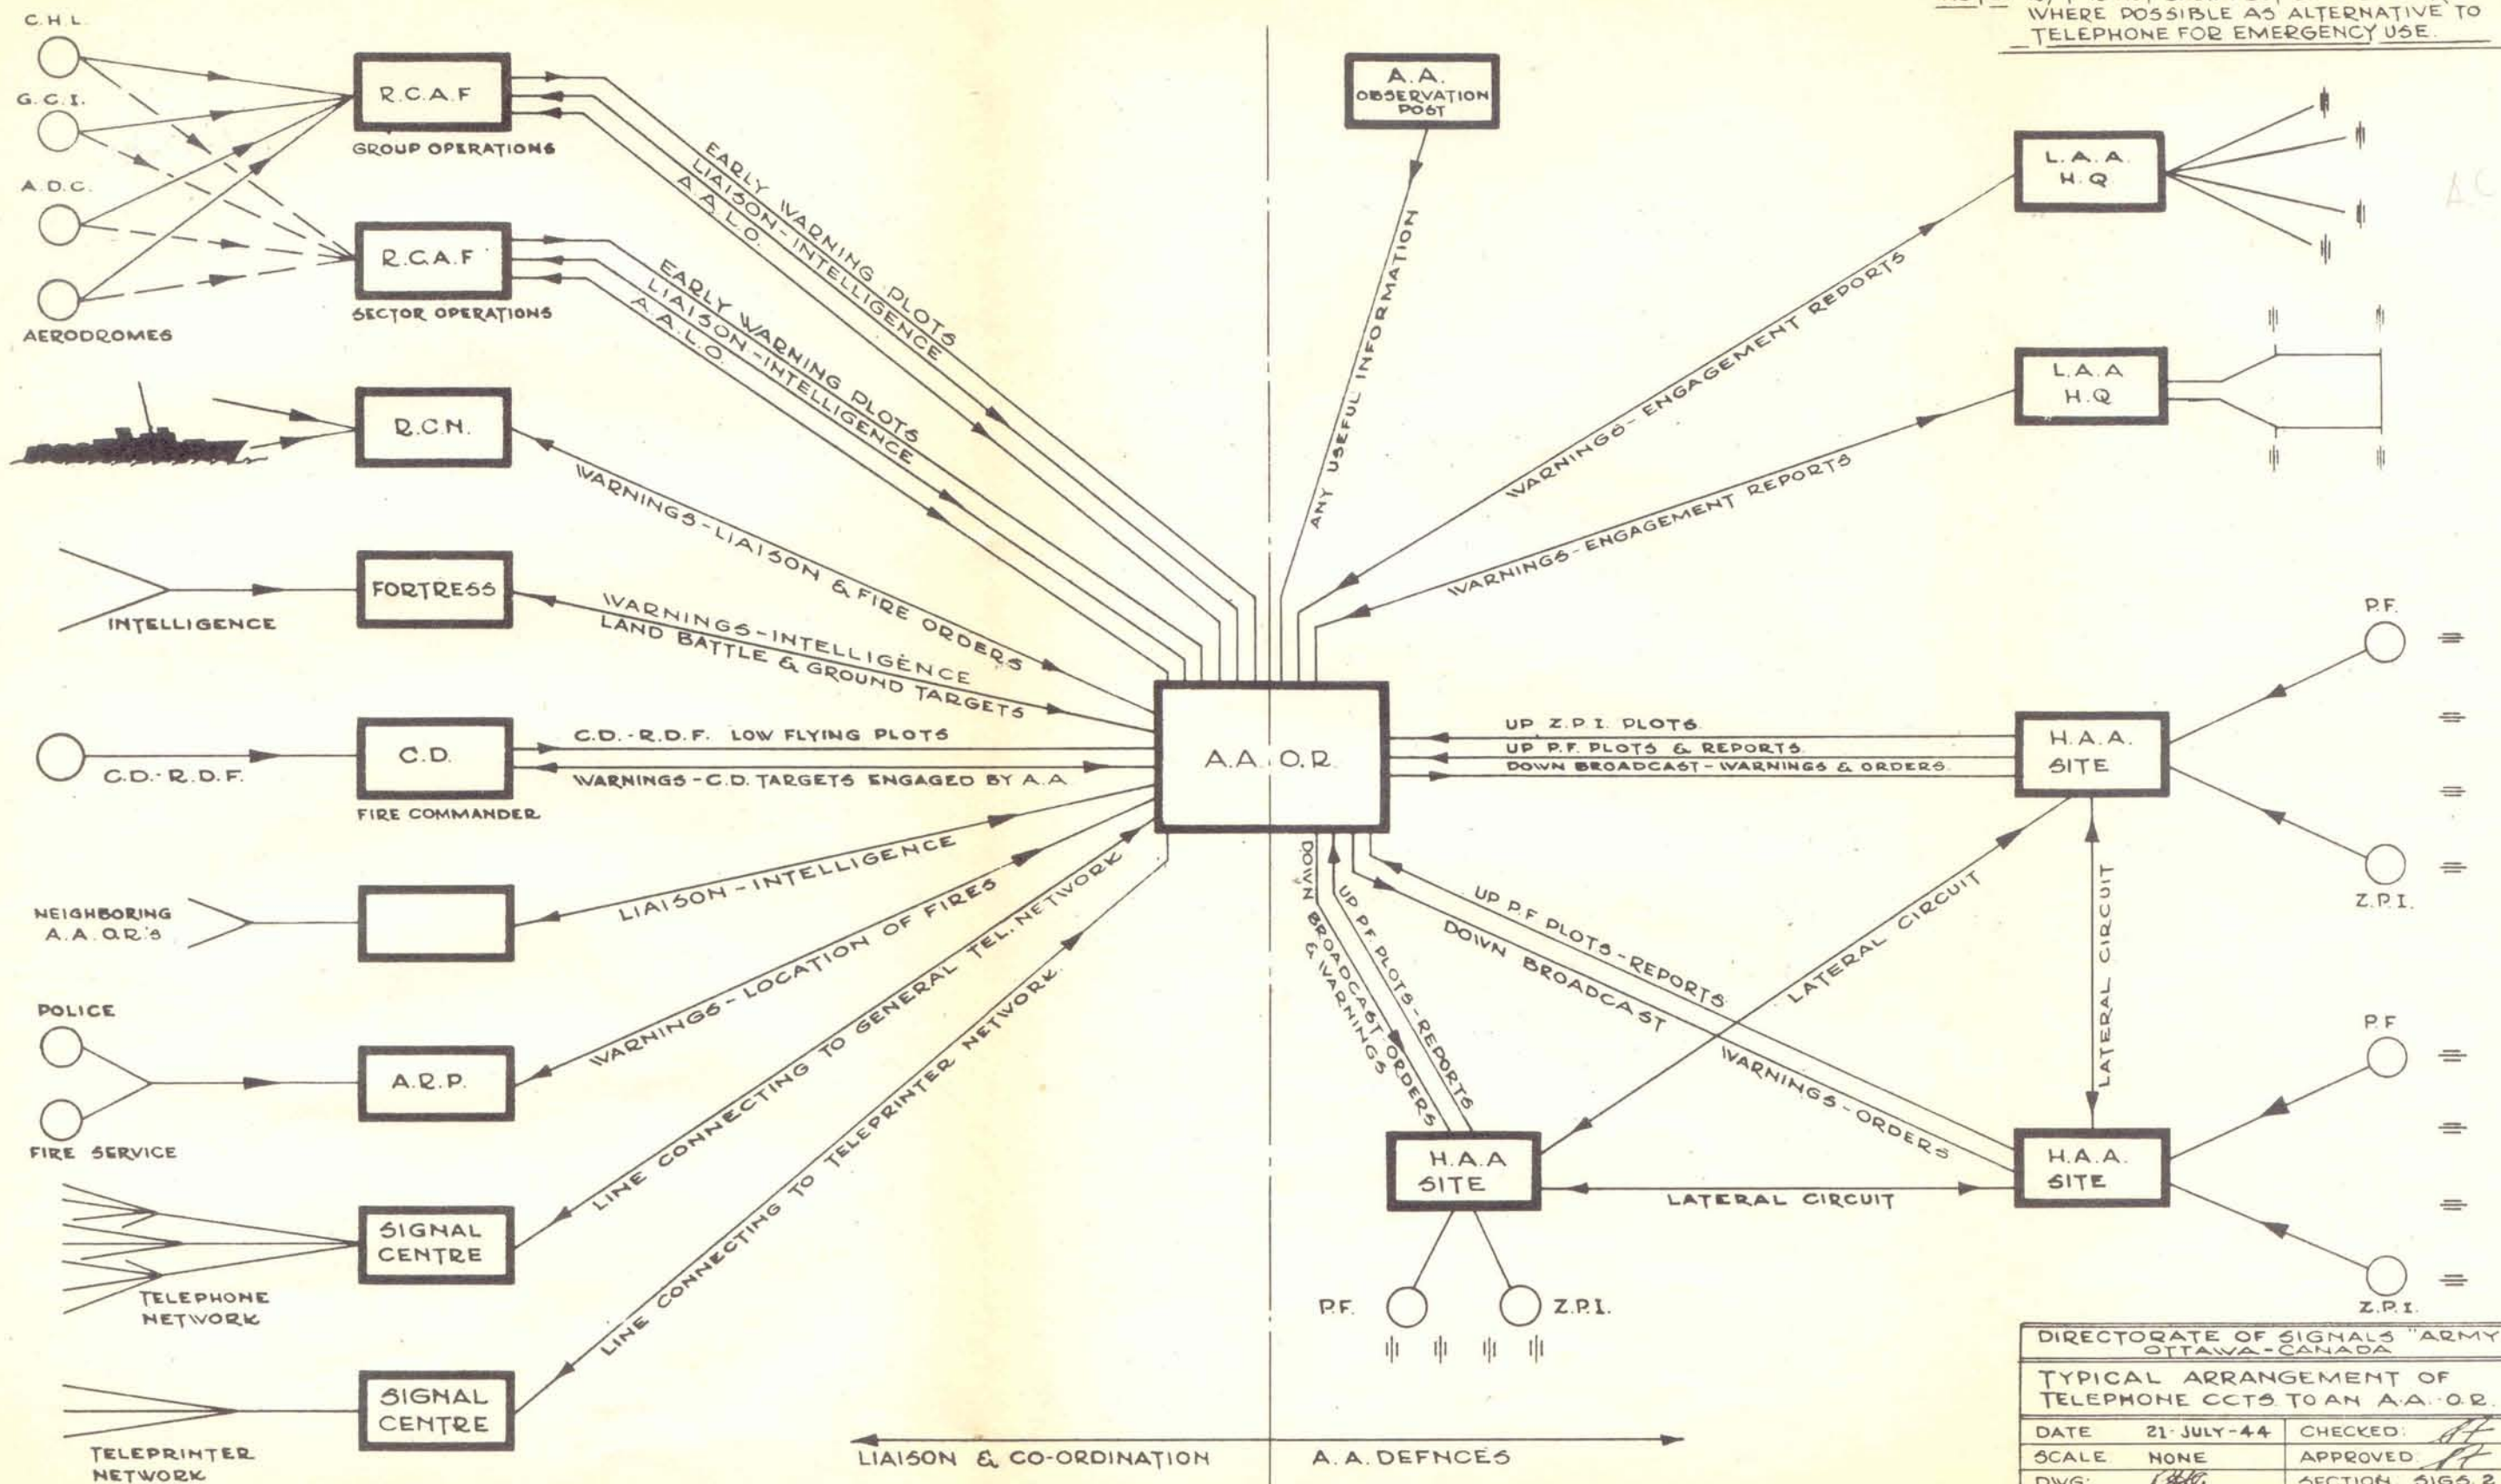 WHERE POSSIBLE AS ALTERNATIVE TO
TELEPHONE FOR EMERGENCY USE.
C.H.L.
G.C.I.
A.D.C.
AERODROMES
R.C.A.F
GROUP OPERATIONS
R.C.A.F
SECTOR OPERATIONS
EARLY WARNING PLOTS
LIAISON-INTELLIGENCE
A.A.L.O.
EARLY WARNING PLOTS
LIAISON-INTELLIGENCE
A.A.L.O.
R.C.N.
WARNINGS-LIAISON & FIRE ORDERS
INTELLIGENCE
FORTRESS
WARNINGS-INTELLIGENCE
LAND BATTLE & GROUND TARGETS
C.D.-R.D.F.
C.D.
FIRE COMMANDER
C.D.-R.D.F. LOW FLYING PLOTS
WARNINGS-C.D. TARGETS ENGAGED BY A.A
NEIGHBORING
A.A.O.R'S
LIAISON-INTELLIGENCE
POLICE
FIRE SERVICE
A.R.P.
WARNINGS-LOCATION OF FIRES
TELEPHONE
NETWORK
SIGNAL
CENTRE
LINE CONNECTING TO GENERAL TEL. NETWORK
TELEPRINTER
NETWORK
SIGNAL
CENTRE
LINE CONNECTING TO TELEPRINTER NETWORK.
A.A.O.R.
A.A.
OBSERVATION
POST
ANY USEFUL INFORMATION
L.A.A.
H.Q
WARNINGS-ENGAGEMENT REPORTS
L.A.A
H.Q
WARNINGS-ENGAGEMENT REPORTS
A.C
P.F.
Z.P.I.
H.A.A.
SITE
UP Z.P.I. PLOTS
UP P.F. PLOTS & REPORTS
DOWN BROADCAST-WARNINGS & ORDERS
LATERAL CIRCUIT
LATERAL CIRCUIT
UP P.F PLOTS-REPORTS
DOWN BROADCAST WARNINGS-ORDERS
UP P.F. PLOTS-REPORTS
DOWN BROADCAST-ORDERS
& WARNINGS
P.F
Z.P.I.
H.A.A.
SITE
H.A.A
SITE
LATERAL CIRCUIT
P.F.
Z.P.I.
LIAISON & CO-ORDINATION
A.A. DEFNCES
DIRECTORATE OF SIGNALS "ARMY
OTTAWA-CANADA
TYPICAL ARRANGEMENT OF
TELEPHONE CCTS. TO AN A.A.O.R.
DATE 21-JULY-44 CHECKED:
SCALE NONE APPROVED:
DWG: SECTION SIGS. 2